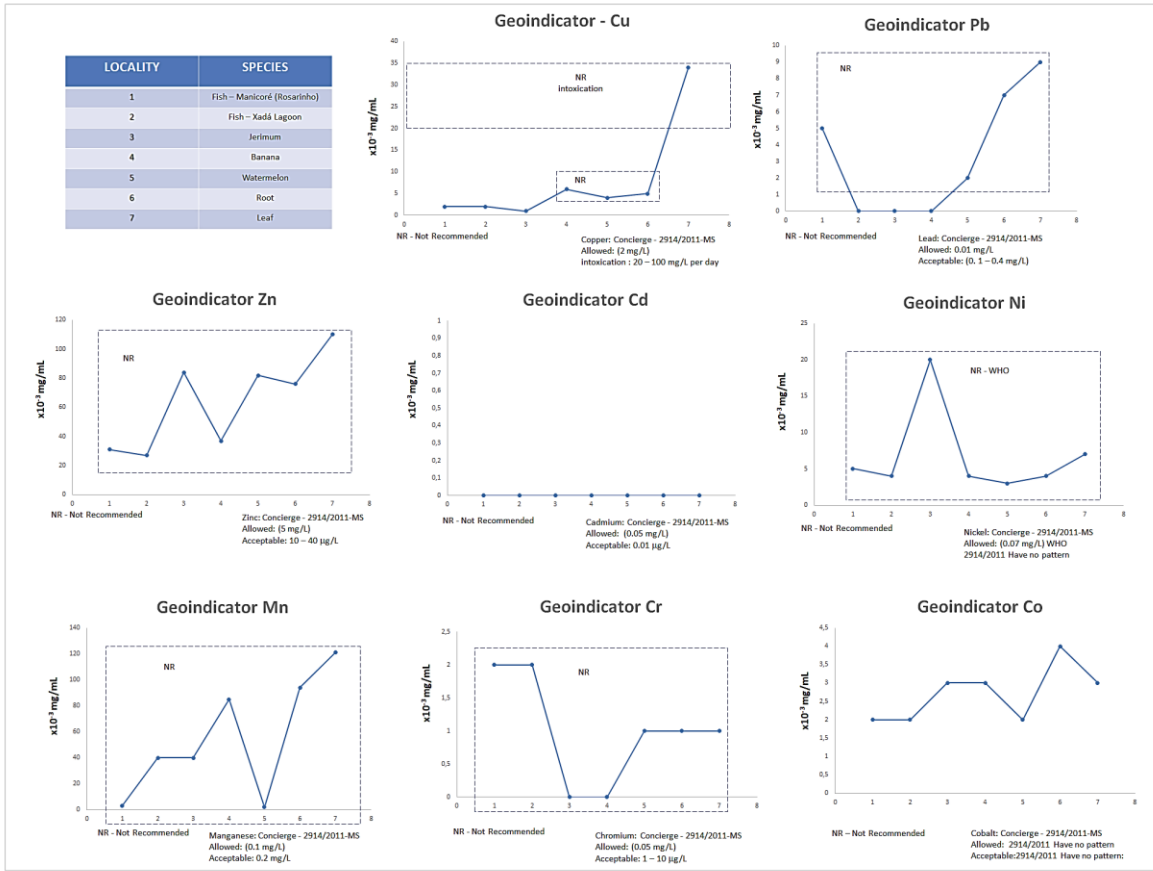 LOCALITY SPECIES
1 Fish – Manicoré (Rosarinho)
2 Fish – Xadá Lagoon
3 Jerimum
4 Banana
5 Watermelon
6 Root
7 Leaf
Geoindicator - Cu
x10⁻³ mg/mL
40
35
30
25
20
15
10
5
0
0 1 2 3 4 5 6 7 8
NR
intoxication
NR
NR - Not Recommended
Copper: Concierge - 2914/2011-MS
Allowed: (2 mg/L)
intoxication : 20 – 100 mg/L per day
Geoindicator Pb
x10⁻³ mg/mL
10
9
8
7
6
5
4
3
2
1
0
0 1 2 3 4 5 6 7 8
NR
NR - Not Recommended
Lead: Concierge - 2914/2011-MS
Allowed: 0.01 mg/L
Acceptable: (0. 1 – 0.4 mg/L)
Geoindicator Zn
x10⁻³ mg/mL
120
100
80
60
40
20
0
0 1 2 3 4 5 6 7 8
NR
NR - Not Recommended
Zinc: Concierge - 2914/2011-MS
Allowed: (5 mg/L)
Acceptable: 10 – 40 µg/L
Geoindicator Cd
x10⁻³ mg/mL
1
0,9
0,8
0,7
0,6
0,5
0,4
0,3
0,2
0,1
0
0 1 2 3 4 5 6 7 8
NR - Not Recommended
Cadmium: Concierge - 2914/2011-MS
Allowed: (0.05 mg/L)
Acceptable: 0.01 µg/L
Geoindicator Ni
x10⁻³ mg/mL
25
20
15
10
5
0
0 1 2 3 4 5 6 7 8
NR - WHO
NR - Not Recommended
Nickel: Concierge - 2914/2011-MS
Allowed: (0.07 mg/L) WHO
2914/2011 Have no pattern
Geoindicator Mn
x10⁻³ mg/mL
140
120
100
80
60
40
20
0
0 1 2 3 4 5 6 7 8
NR
NR - Not Recommended
Manganese: Concierge - 2914/2011-MS
Allowed: (0.1 mg/L)
Acceptable: 0.2 mg/L
Geoindicator Cr
x10⁻³ mg/mL
2,5
2
1,5
1
0,5
0
0 1 2 3 4 5 6 7 8
NR
NR - Not Recommended
Chromium: Concierge - 2914/2011-MS
Allowed: (0.05 mg/L)
Acceptable: 1 – 10 µg/L
Geoindicator Co
x10⁻³ mg/mL
4,5
4
3,5
3
2,5
2
1,5
1
0,5
0
0 1 2 3 4 5 6 7 8
NR – Not Recommended
Cobalt: Concierge - 2914/2011-MS
Allowed: 2914/2011 Have no pattern
Acceptable:2914/2011 Have no pattern: